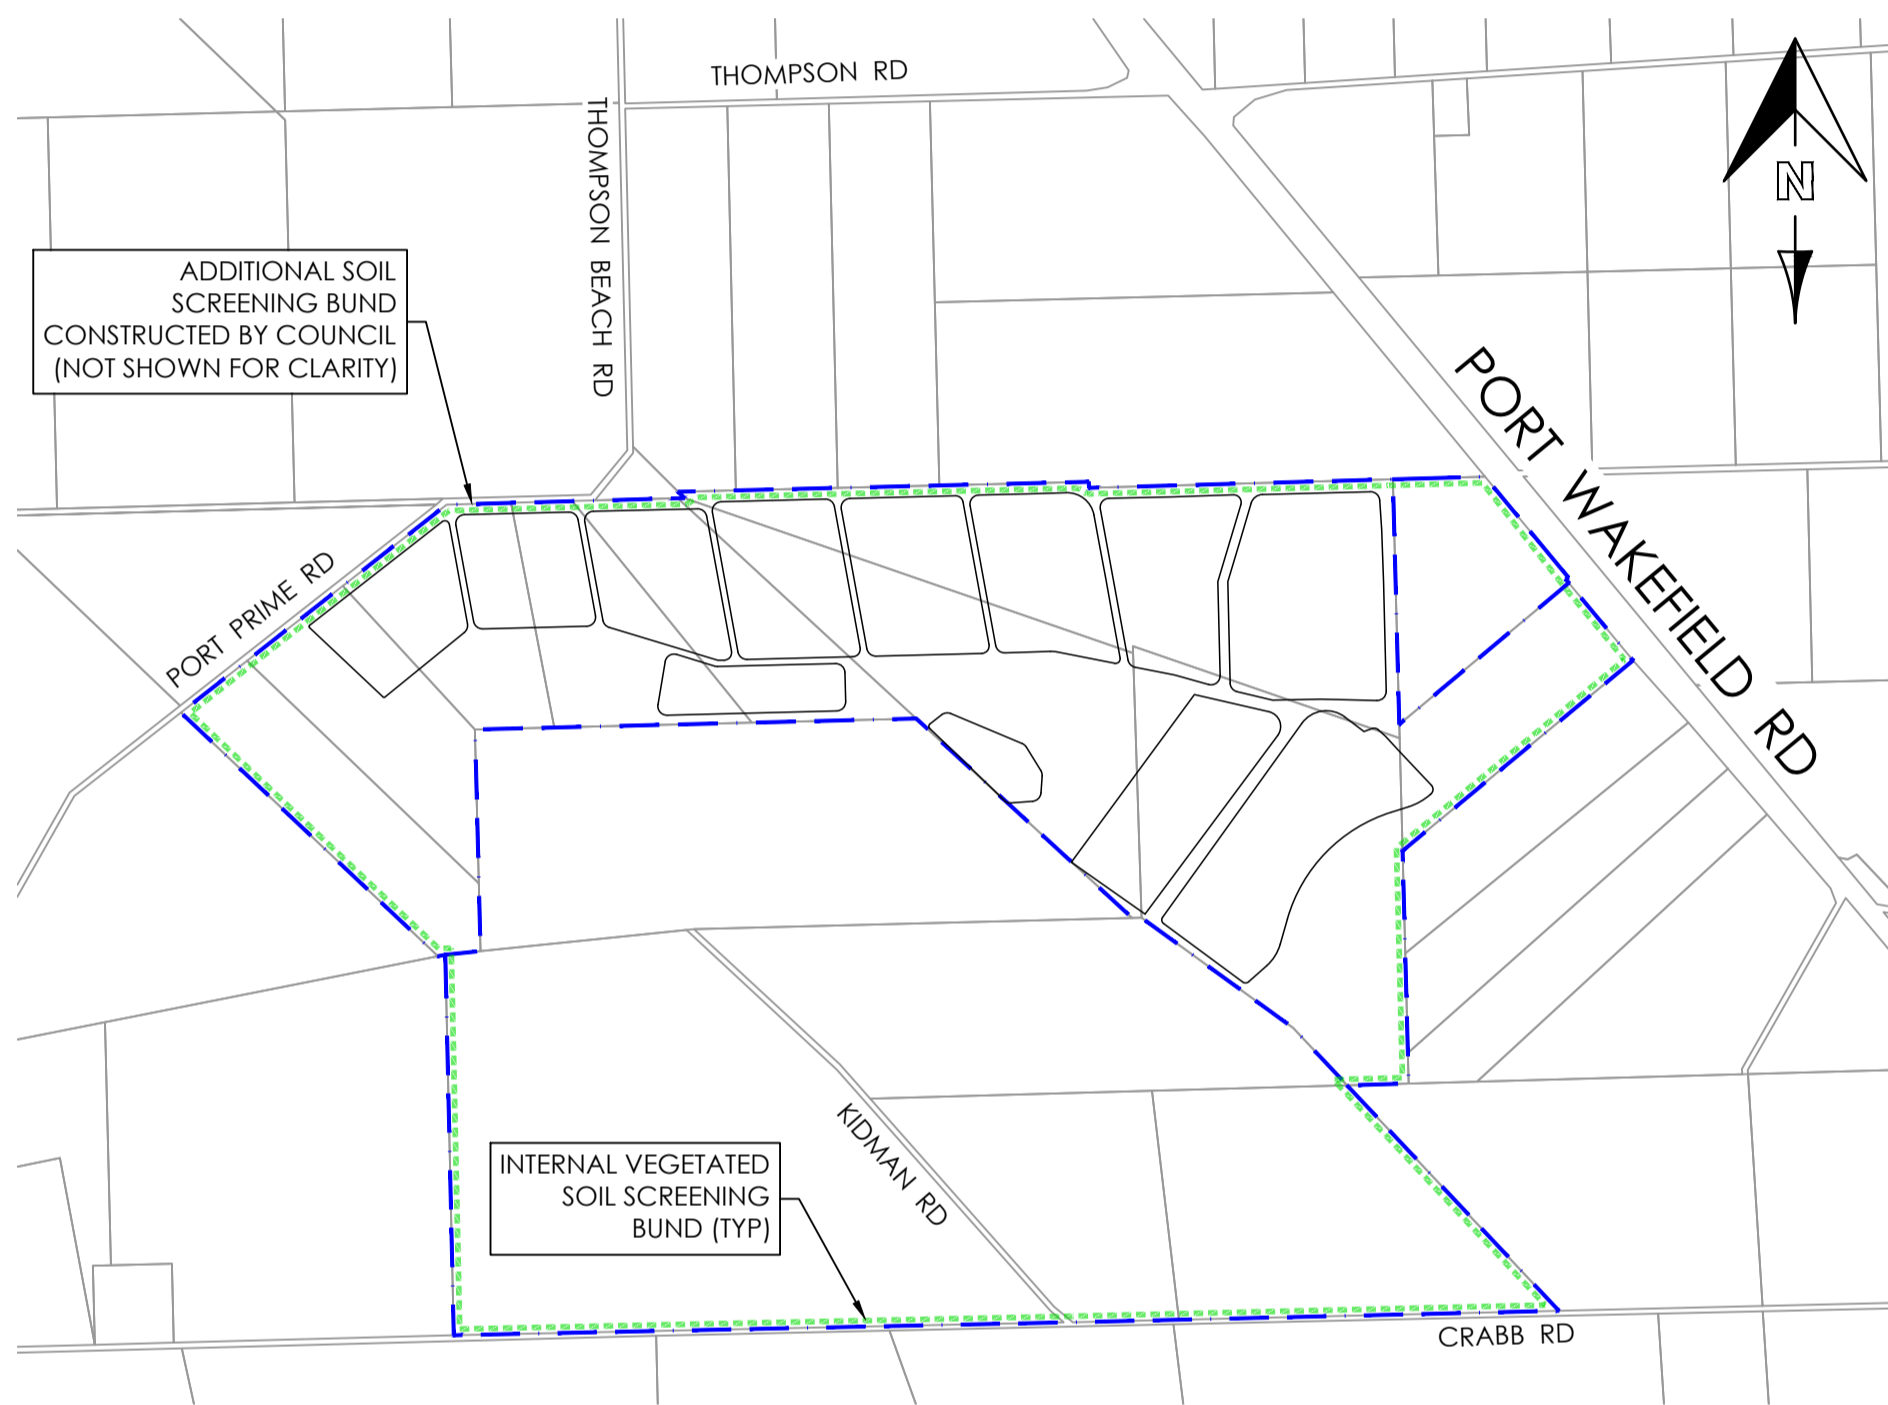 THOMPSON RD
THOMPSON BEACH RD
N
ADDITIONAL SOIL
SCREENING BUND
CONSTRUCTED BY COUNCIL
(NOT SHOWN FOR CLARITY)
PORT WAKEFIELD RD
PORT PRIME RD
KIDMAN RD
INTERNAL VEGETATED
SOIL SCREENING
BUND (TYP)
CRABB RD